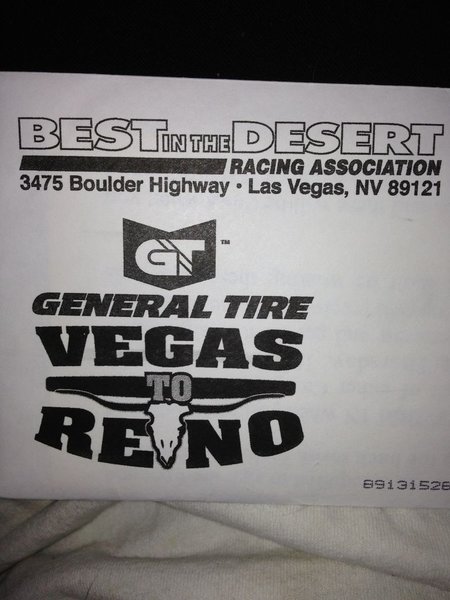 BEST IN THE DESERT
RACING ASSOCIATION
3475 Boulder Highway • Las Vegas, NV 89121
GT™
GENERAL TIRE
VEGAS
TO
RENO
89131528